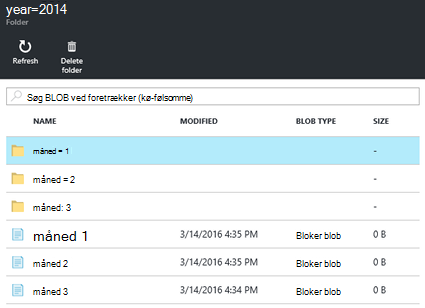 year=2014
Folder
Refresh
Delete folder
Søg BLOB ved foretrækker (kø-følsomme)
NAME MODIFIED BLOB TYPE SIZE
måned = 1 -
måned = 2 -
måned: 3 -
måned 1 3/14/2016 4:35 PM Bloker blob 0 B
måned 2 3/14/2016 4:35 PM Bloker blob 0 B
måned 3 3/14/2016 4:34 PM Bloker blob 0 B